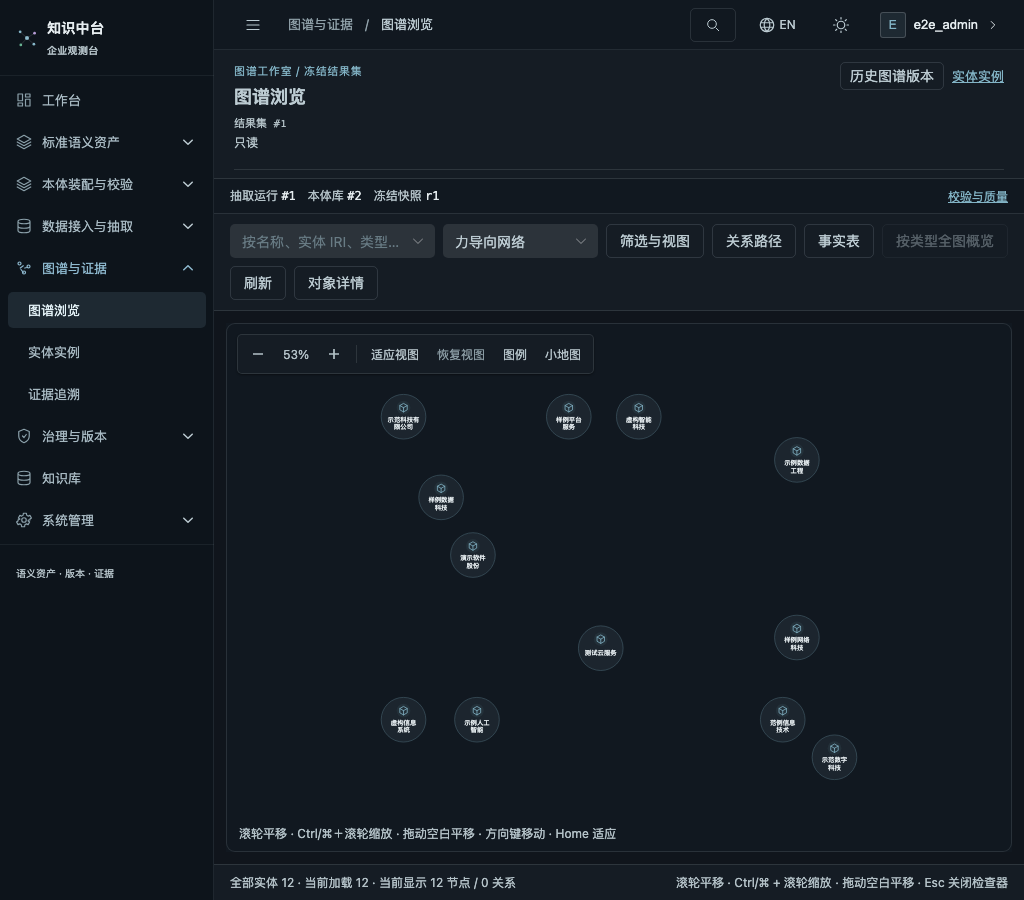 知识中台
企业观测台
工作台
标准语义资产
本体装配与校验
数据接入与抽取
图谱与证据
图谱浏览
实体实例
证据追溯
治理与版本
知识库
系统管理
语义资产 · 版本 · 证据
图谱与证据 / 图谱浏览
EN
E e2e_admin
图谱工作室 / 冻结结果集
图谱浏览
结果集 #1
只读
历史图谱版本 实体实例
抽取运行 #1 本体库 #2 冻结快照 r1
校验与质量
按名称、实体 IRI、类型...
力导向网络
筛选与视图
关系路径
事实表
按类型全图概览
刷新
对象详情
53%
适应视图
恢复视图
图例
小地图
示范科技有
限公司
样例平台
服务
虚构智能
科技
示例数据
工程
样例数据
科技
演示软件
股份
测试云服务
样例网络
科技
虚构信息
系统
示例人工
智能
范例信息
技术
示范数字
科技
滚轮平移 · Ctrl/⌘＋滚轮缩放 · 拖动空白平移 · 方向键移动 · Home 适应
全部实体 12 · 当前加载 12 · 当前显示 12 节点 / 0 关系
滚轮平移 · Ctrl/⌘ + 滚轮缩放 · 拖动空白平移 · Esc 关闭检查器